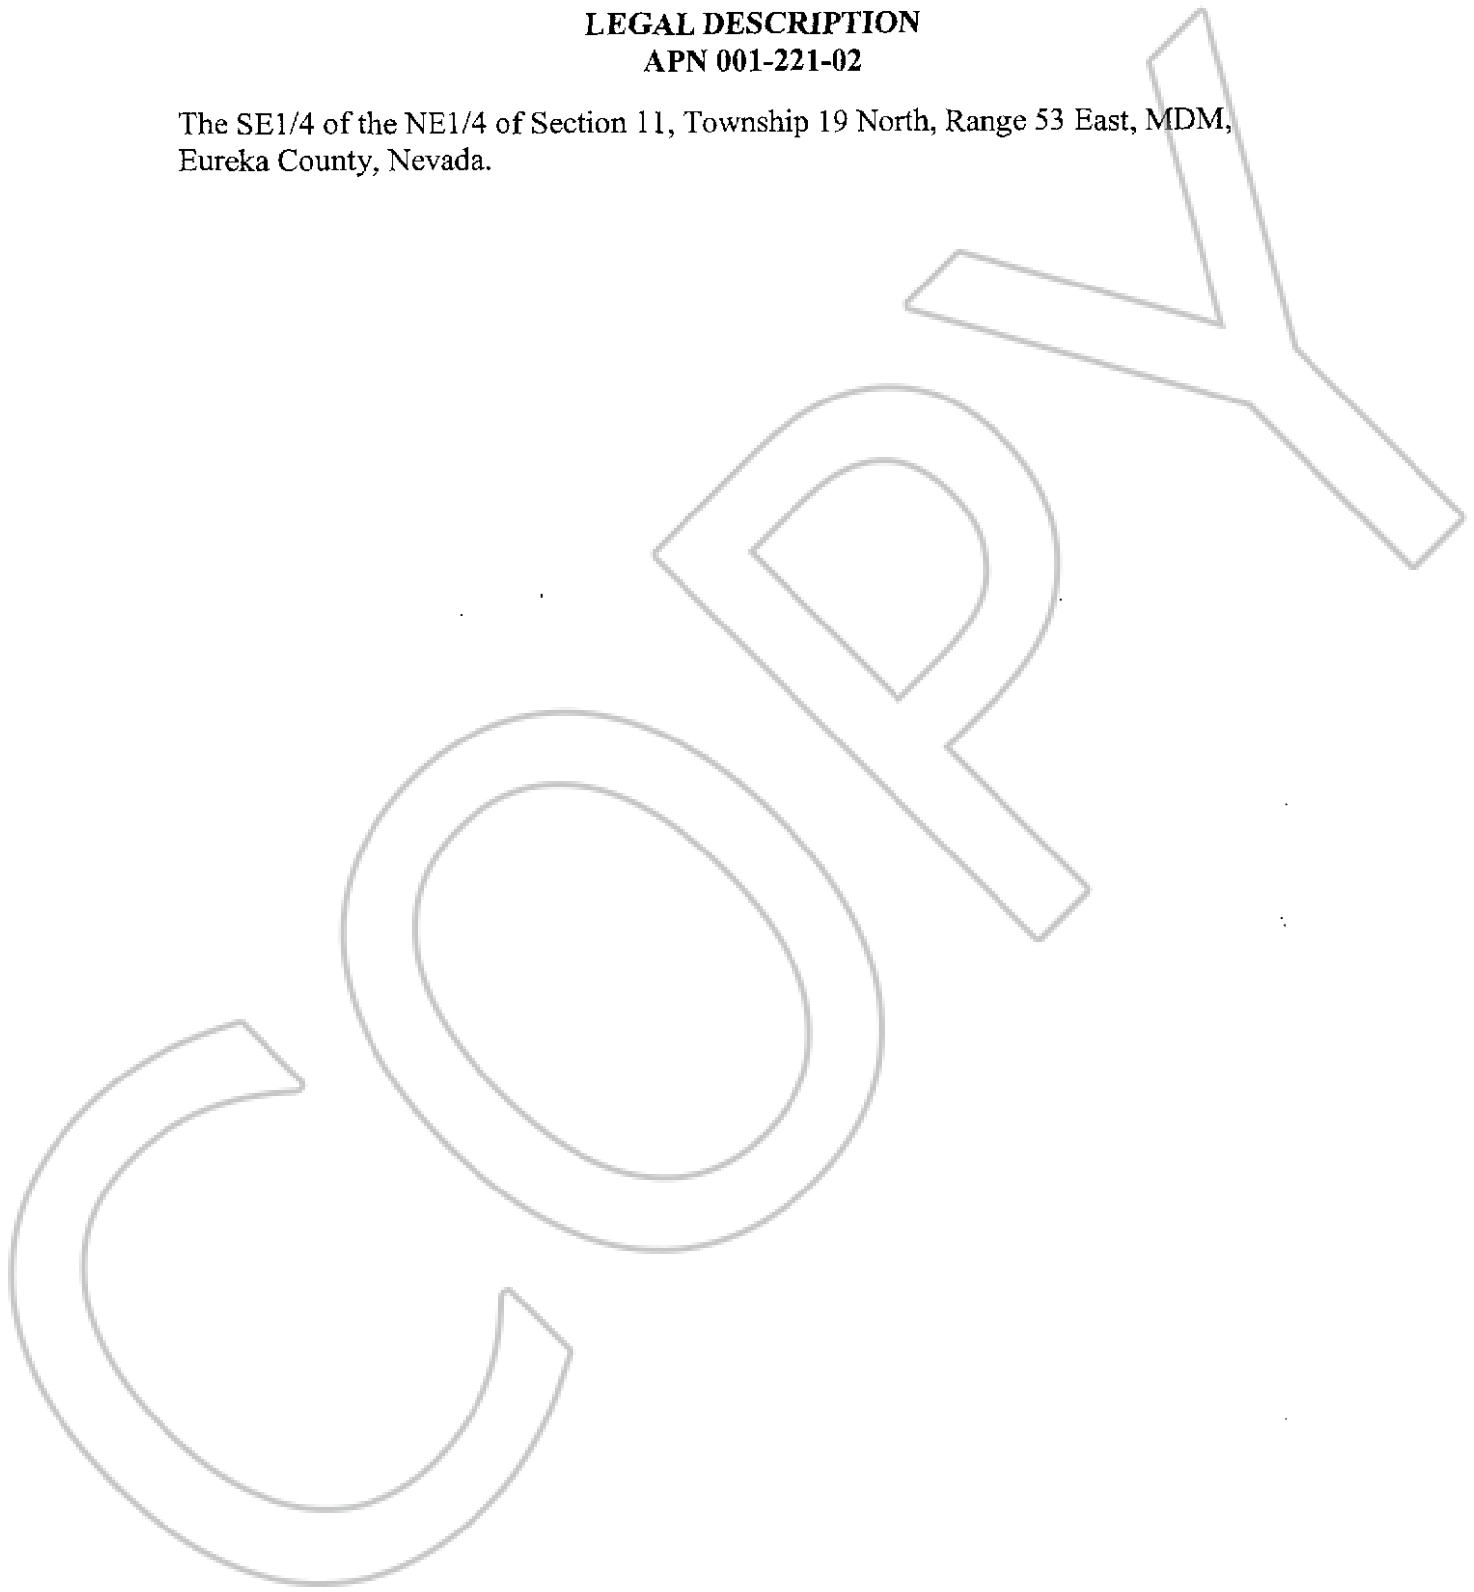 LEGAL DESCRIPTION
APN 001-221-02
The SE1/4 of the NE1/4 of Section 11, Township 19 North, Range 53 East, MDM,
Eureka County, Nevada.
COPY